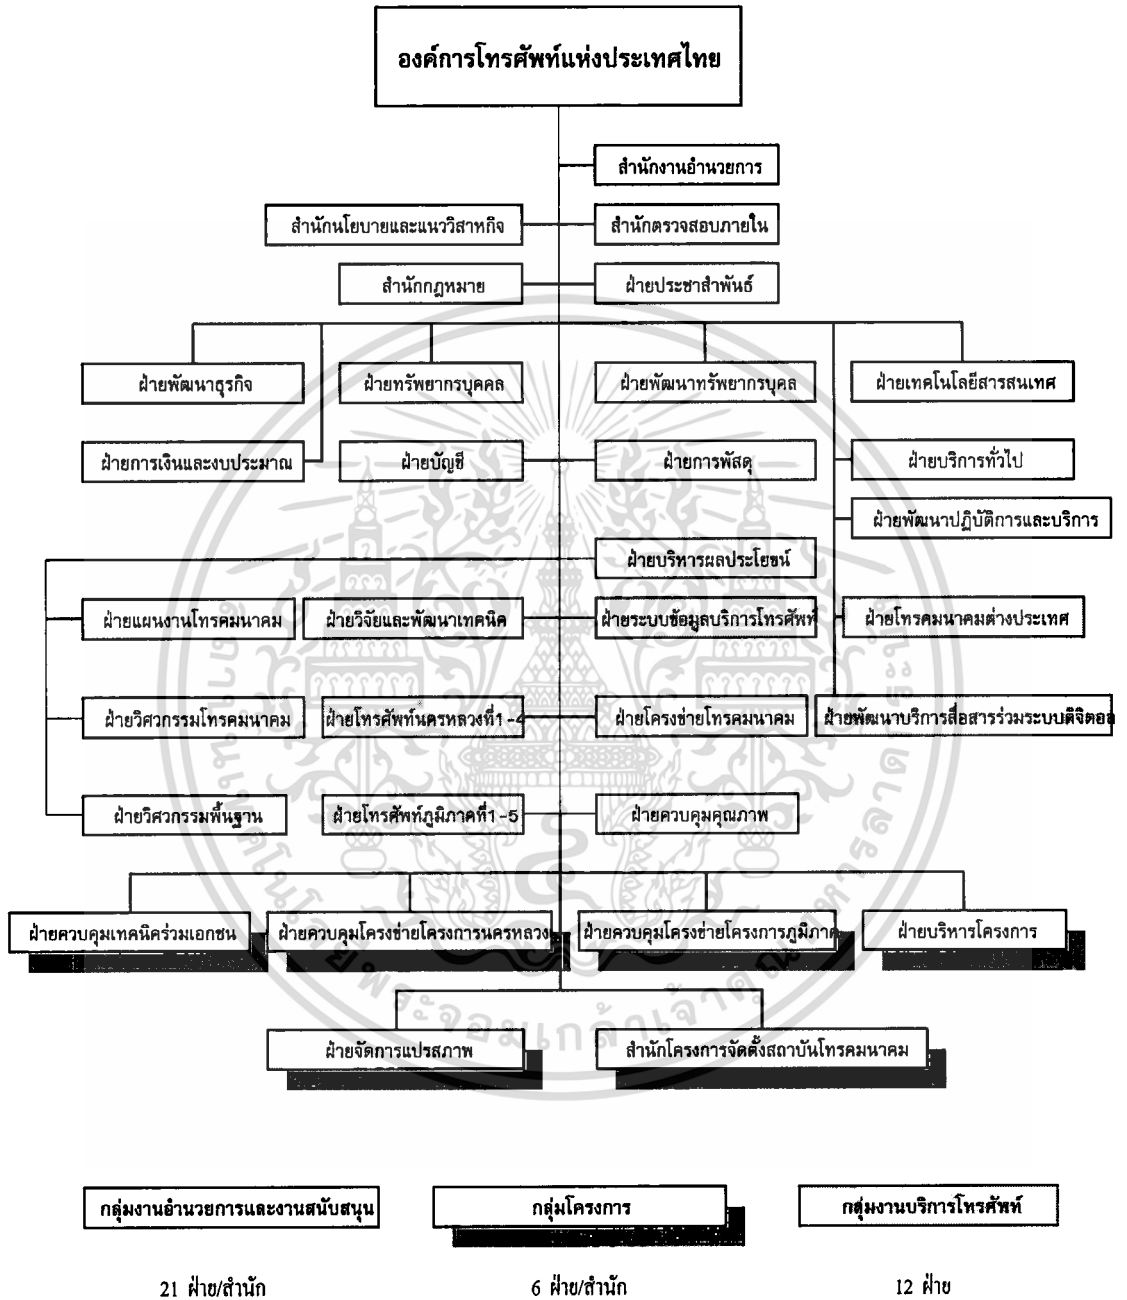 องค์การโทรศัพท์แห่งประเทศไทย
สำนักงานอำนวยการ
สำนักนโยบายและแนววิสาหกิจ
สำนักตรวจสอบภายใน
สำนักกฎหมาย
ฝ่ายประชาสำพันธ์
ฝ่ายพัฒนาธุรกิจ
ฝ่ายทรัพยากรบุคคล
ฝ่ายพัฒนาทรัพยากรบุคล
ฝ่ายเทคโนโลยีสารสนเทศ
ฝ่ายการเงินและงบประมาณ
ฝ่ายบัญชี
ฝ่ายการพัสดุ
ฝ่ายบริการทั่วไป
ฝ่ายพัฒนาปฏิบัติการและบริการ
ฝ่ายบริหารผลประโยชน์
ฝ่ายแผนงานโทรคมนาคม
ฝ่ายวิจัยและพัฒนาเทคนิค
ฝ่ายระบบข้อมูลบริการโทรศัพท์
ฝ่ายโทรคมนาคมต่างประเทศ
ฝ่ายวิศวกรรมโทรคมนาคม
ฝ่ายโทรศัพท์นครหลวงที่1-4
ฝ่ายโครงข่ายโทรคมนาคม
ฝ่ายพัฒนาบริการสื่อสารร่วมระบบดิจิตอล
ฝ่ายวิศวกรรมพื้นฐาน
ฝ่ายโทรศัพท์ภูมิภาคที่1-5
ฝ่ายควบคุมคุณภาพ
ฝ่ายควบคุมเทคนิคร่วมเอกชน
ฝ่ายควบคุมโครงข่ายโครงการนครหลวง
ฝ่ายควบคุมโครงข่ายโครงการภูมิภาค
ฝ่ายบริหารโครงการ
ฝ่ายจัดการแปรสภาพ
สำนักโครงการจัดตั้งสถาบันโทรคมนาคม
กลุ่มงานอำนวยการและงานสนับสนุน
กลุ่มโครงการ
กลุ่มงานบริการโทรศัพท์
21 ฝ่าย/สำนัก
6 ฝ่าย/สำนัก
12 ฝ่าย